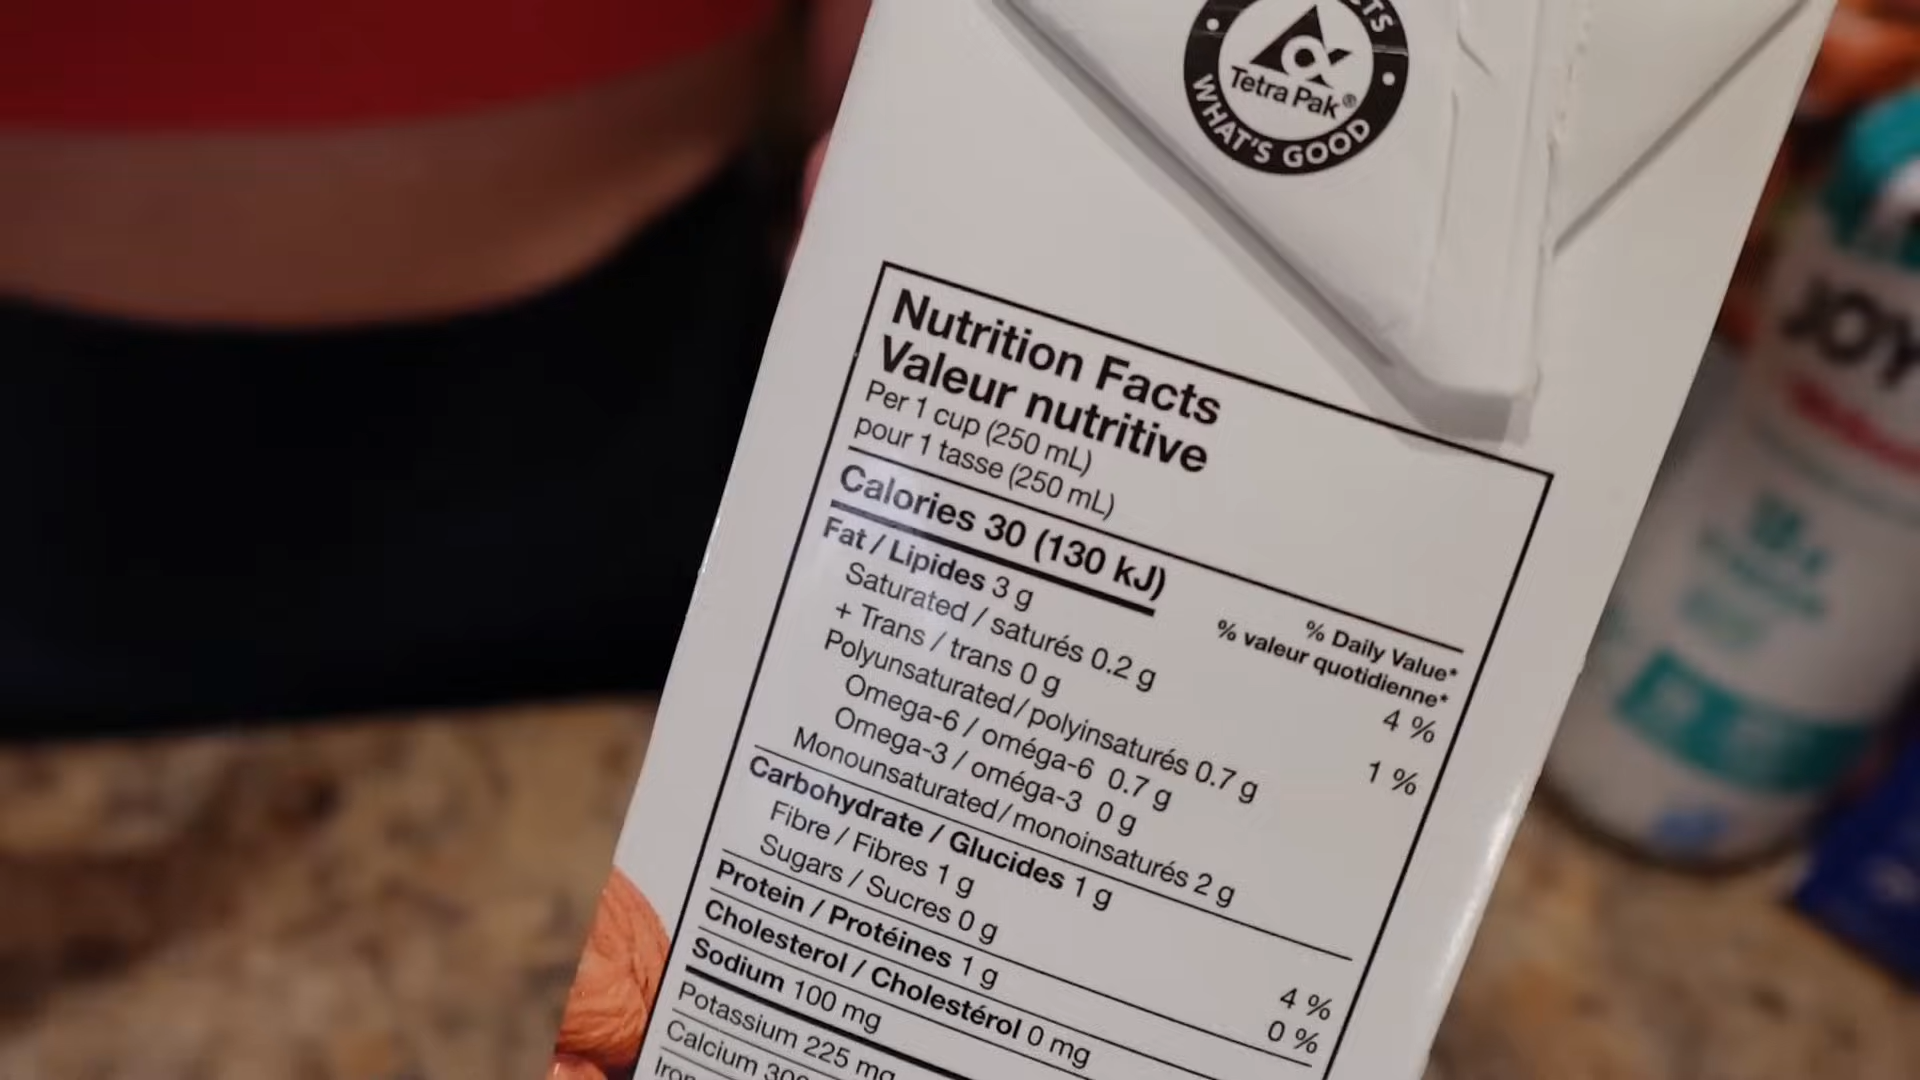 TS
Tetra Pak®
WHAT'S GOOD
Nutrition Facts
Valeur nutritive
Per 1 cup (250 mL)
pour 1 tasse (250 mL)
Calories 30 (130 kJ)
% Daily Value*
% valeur quotidienne*
Fat / Lipides 3 g 4 %
Saturated / saturés 0.2 g 1 %
+ Trans / trans 0 g
Polyunsaturated / polyinsaturés 0.7 g
Omega-6 / oméga-6 0.7 g
Omega-3 / oméga-3 0 g
Monounsaturated / monoinsaturés 2 g
Carbohydrate / Glucides 1 g
Fibre / Fibres 1 g 4 %
Sugars / Sucres 0 g 0 %
Protein / Protéines 1 g
Cholesterol / Cholestérol 0 mg
Sodium 100 mg
Potassium 225 mg
Calcium 300
Iron
JOY